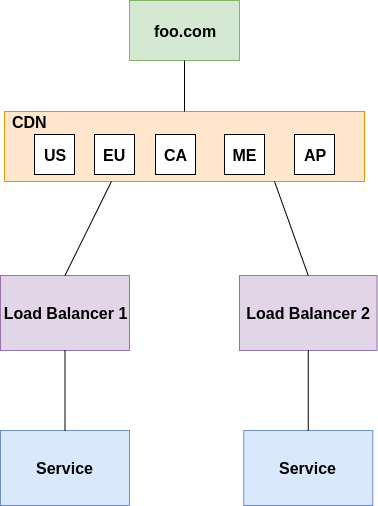 foo.com
CDN
US EU CA ME AP
Load Balancer 1 Load Balancer 2
Service Service